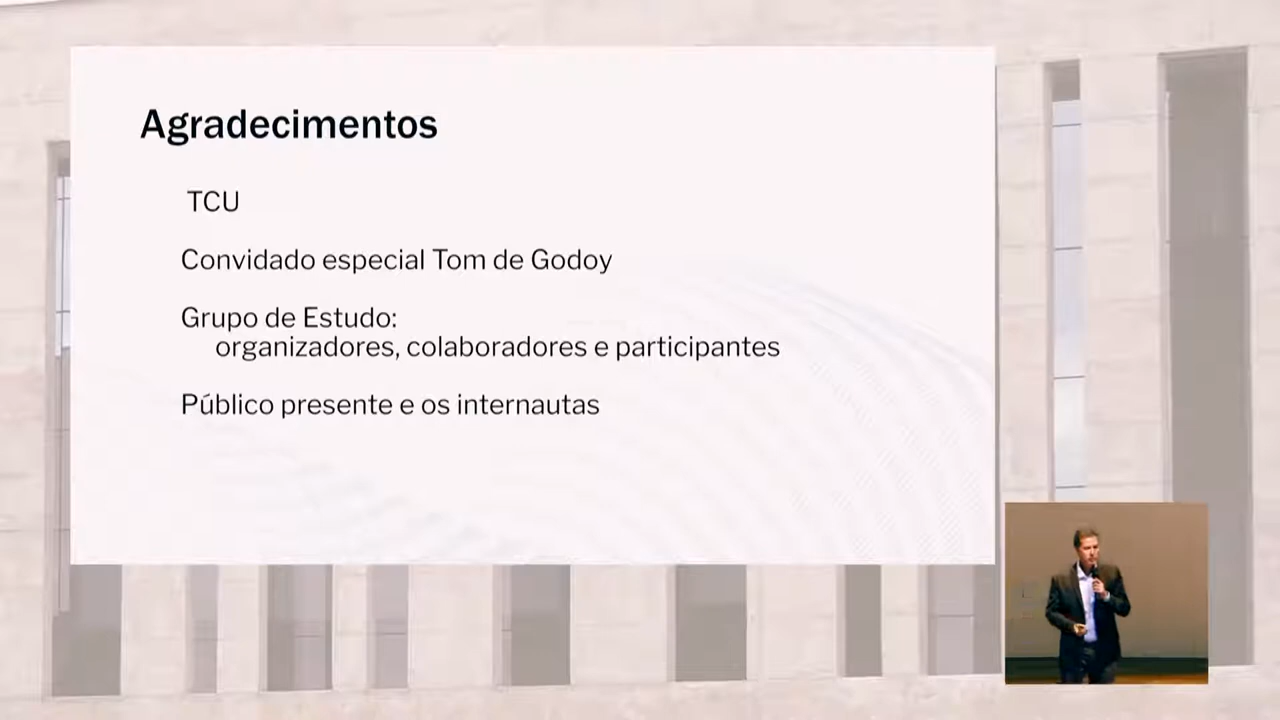 Agradecimentos
TCU
Convidado especial Tom de Godoy
Grupo de Estudo:
organizadores, colaboradores e participantes
Público presente e os internautas